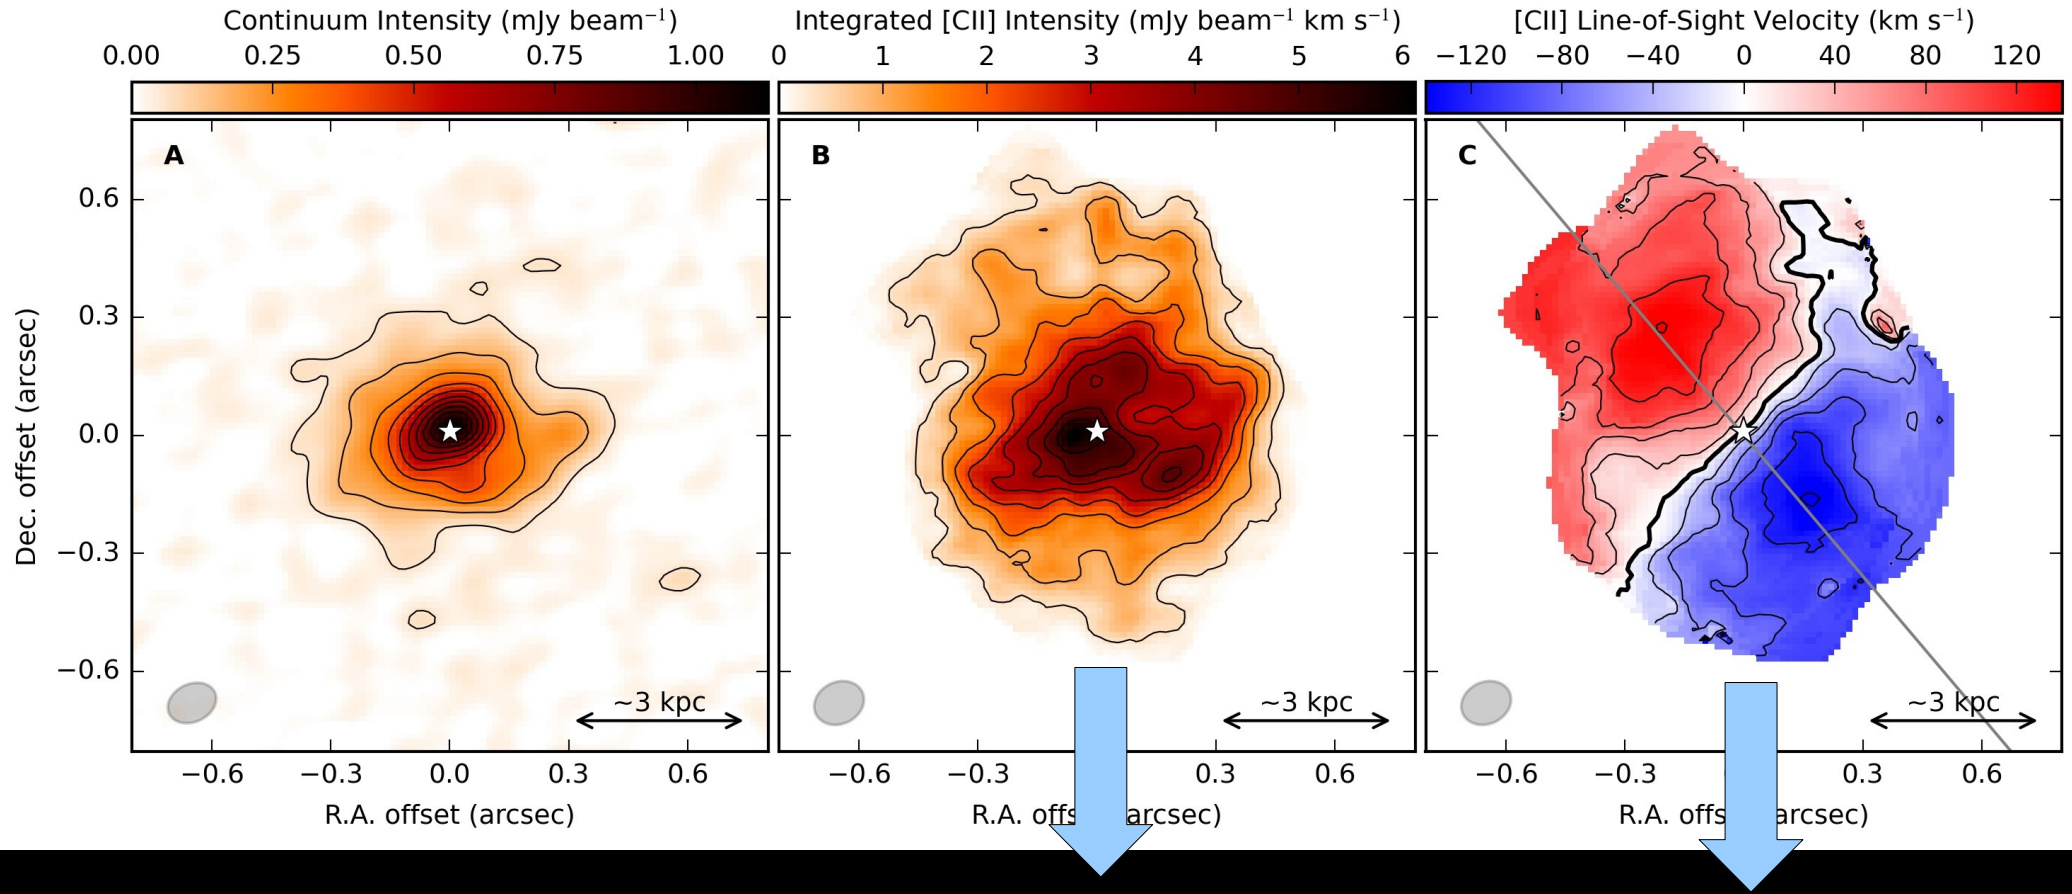 Continuum Intensity (mJy beam⁻¹)
0.00 0.25 0.50 0.75 1.00
Integrated [CII] Intensity (mJy beam⁻¹ km s⁻¹)
0 1 2 3 4 5 6
[CII] Line-of-Sight Velocity (km s⁻¹)
−120 −80 −40 0 40 80 120
A
B
C
Dec. offset (arcsec)
0.6
0.3
0.0
−0.3
−0.6
~3 kpc
~3 kpc
~3 kpc
−0.6 −0.3 0.0 0.3 0.6
−0.6 −0.3 0.3 0.6
−0.6 −0.3 0.3 0.6
R.A. offset (arcsec)
R.A. offs arcsec)
R.A. offs arcsec)